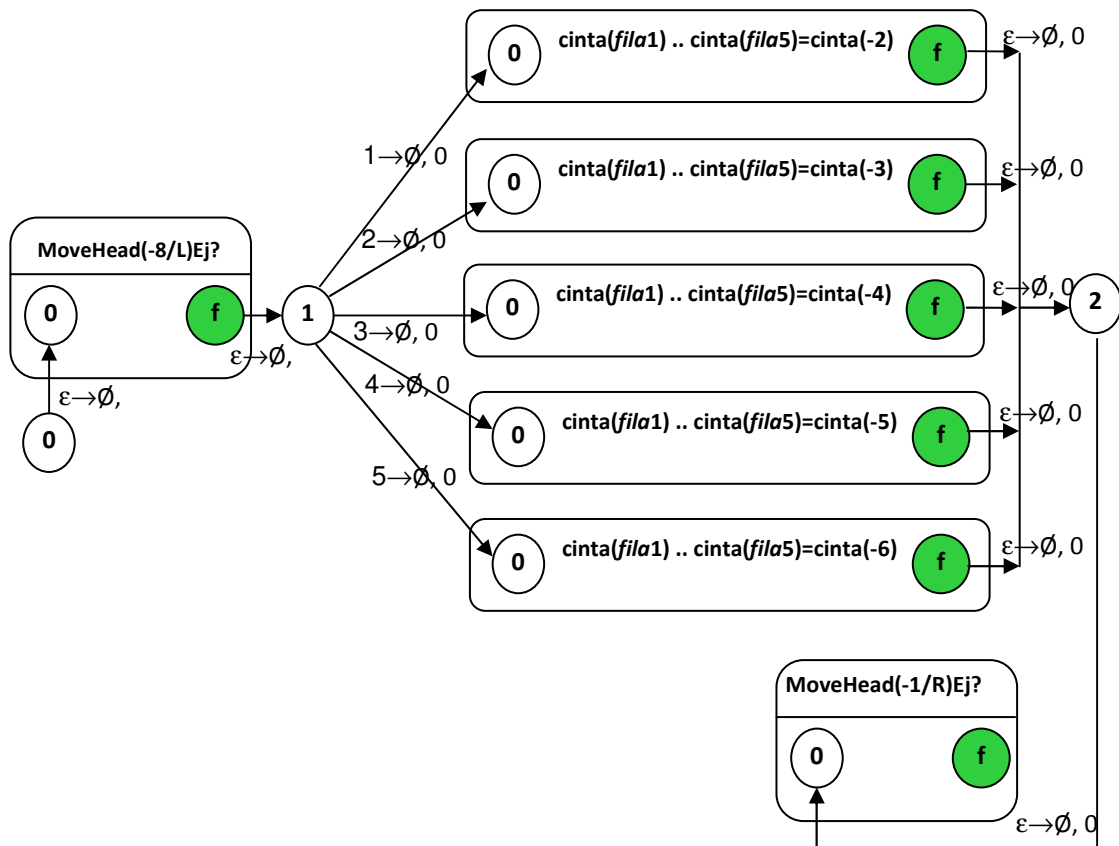 cinta(fila1) .. cinta(fila5)=cinta(-2)
0
f
ε→Ø, 0
1→Ø, 0
cinta(fila1) .. cinta(fila5)=cinta(-3)
0
f
ε→Ø, 0
2→Ø, 0
MoveHead(-8/L)Ej?
0
f
ε→Ø,
1
cinta(fila1) .. cinta(fila5)=cinta(-4)
0
f
ε→Ø, 0
2
3→Ø, 0
ε→Ø,
0
4→Ø, 0
cinta(fila1) .. cinta(fila5)=cinta(-5)
0
f
ε→Ø, 0
5→Ø, 0
cinta(fila1) .. cinta(fila5)=cinta(-6)
0
f
ε→Ø, 0
MoveHead(-1/R)Ej?
0
f
ε→Ø, 0